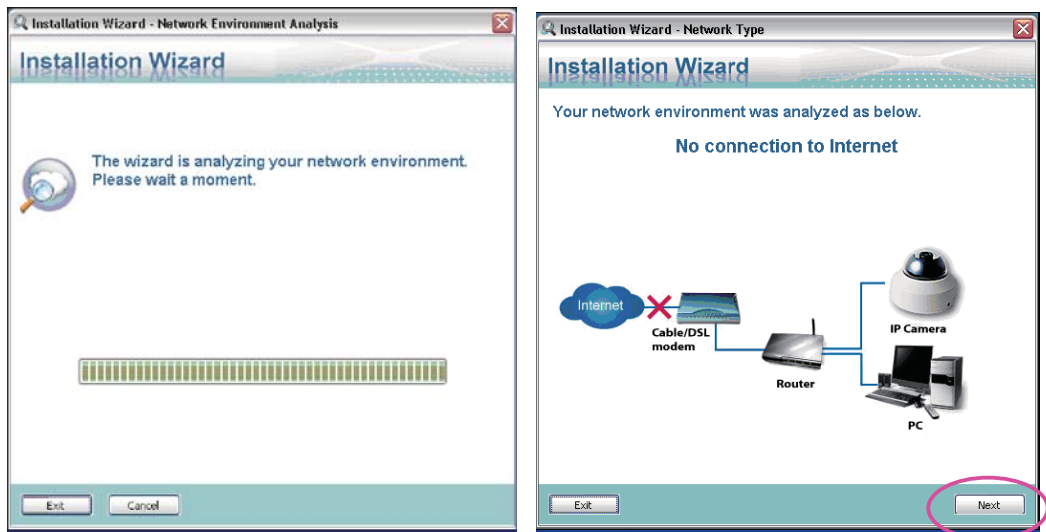 Installation Wizard - Network Environment Analysis
Installation Wizard
The wizard is analyzing your network environment.
Please wait a moment.
Exit
Cancel
Installation Wizard - Network Type
Installation Wizard
Your network environment was analyzed as below.
No connection to Internet
Internet
Cable/DSL
modem
Router
IP Camera
PC
Exit
Next